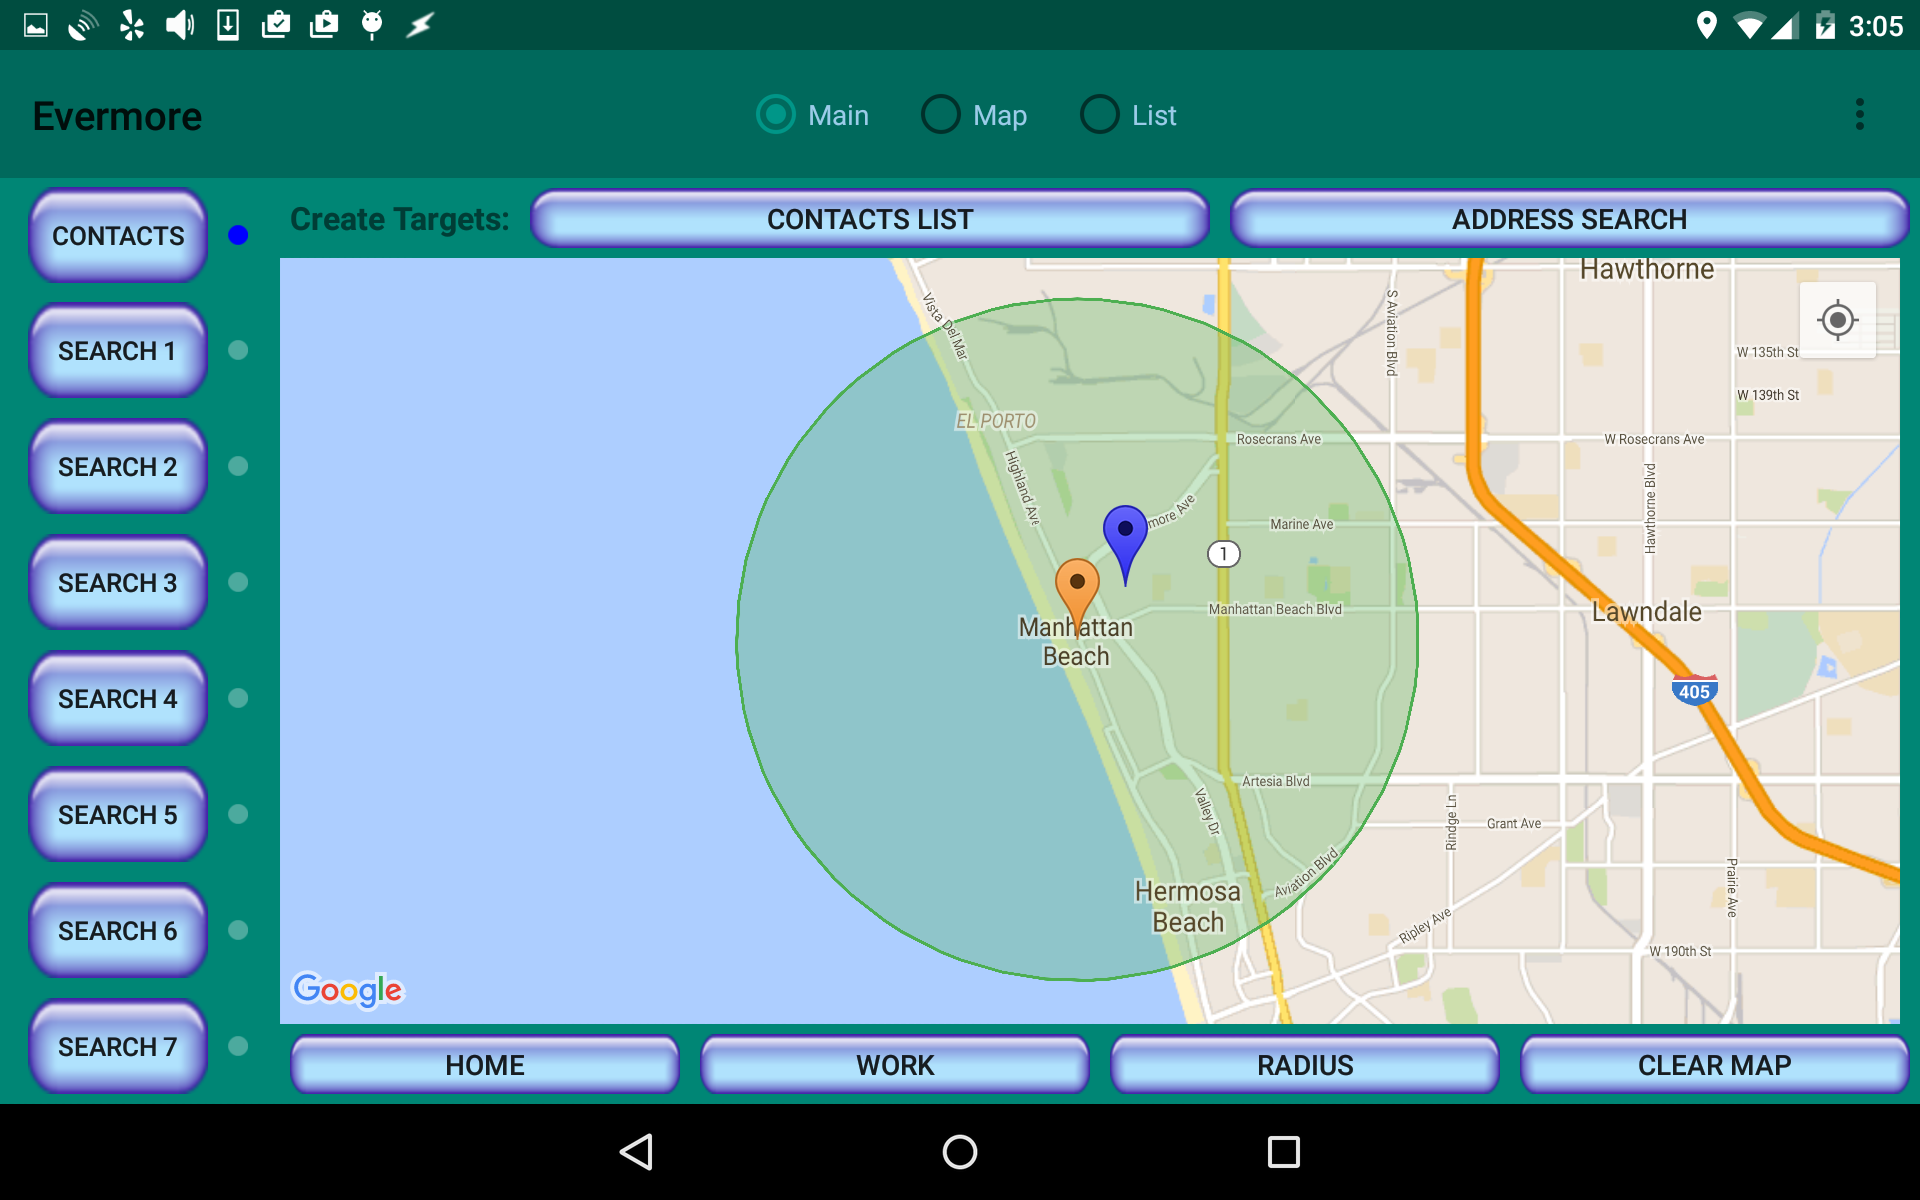 3:05
Evermore
Main
Map
List
CONTACTS
SEARCH 1
SEARCH 2
SEARCH 3
SEARCH 4
SEARCH 5
SEARCH 6
SEARCH 7
Create Targets:
CONTACTS LIST
ADDRESS SEARCH
Hawthorne
Vista Del Mar
S Aviation Blvd
W 135th St
W 139th St
EL PORTO
Rosecrans Ave
W Rosecrans Ave
Highland Ave
more Ave
Marine Ave
Hawthorne Blvd
1
Manhattan Beach Blvd
Lawndale
Manhattan
Beach
405
Artesia Blvd
Valley Dr
Rindge Ln
Grant Ave
Aviation Blvd
Prairie Ave
Hermosa
Beach
Ripley Ave
W 190th St
Google
HOME
WORK
RADIUS
CLEAR MAP